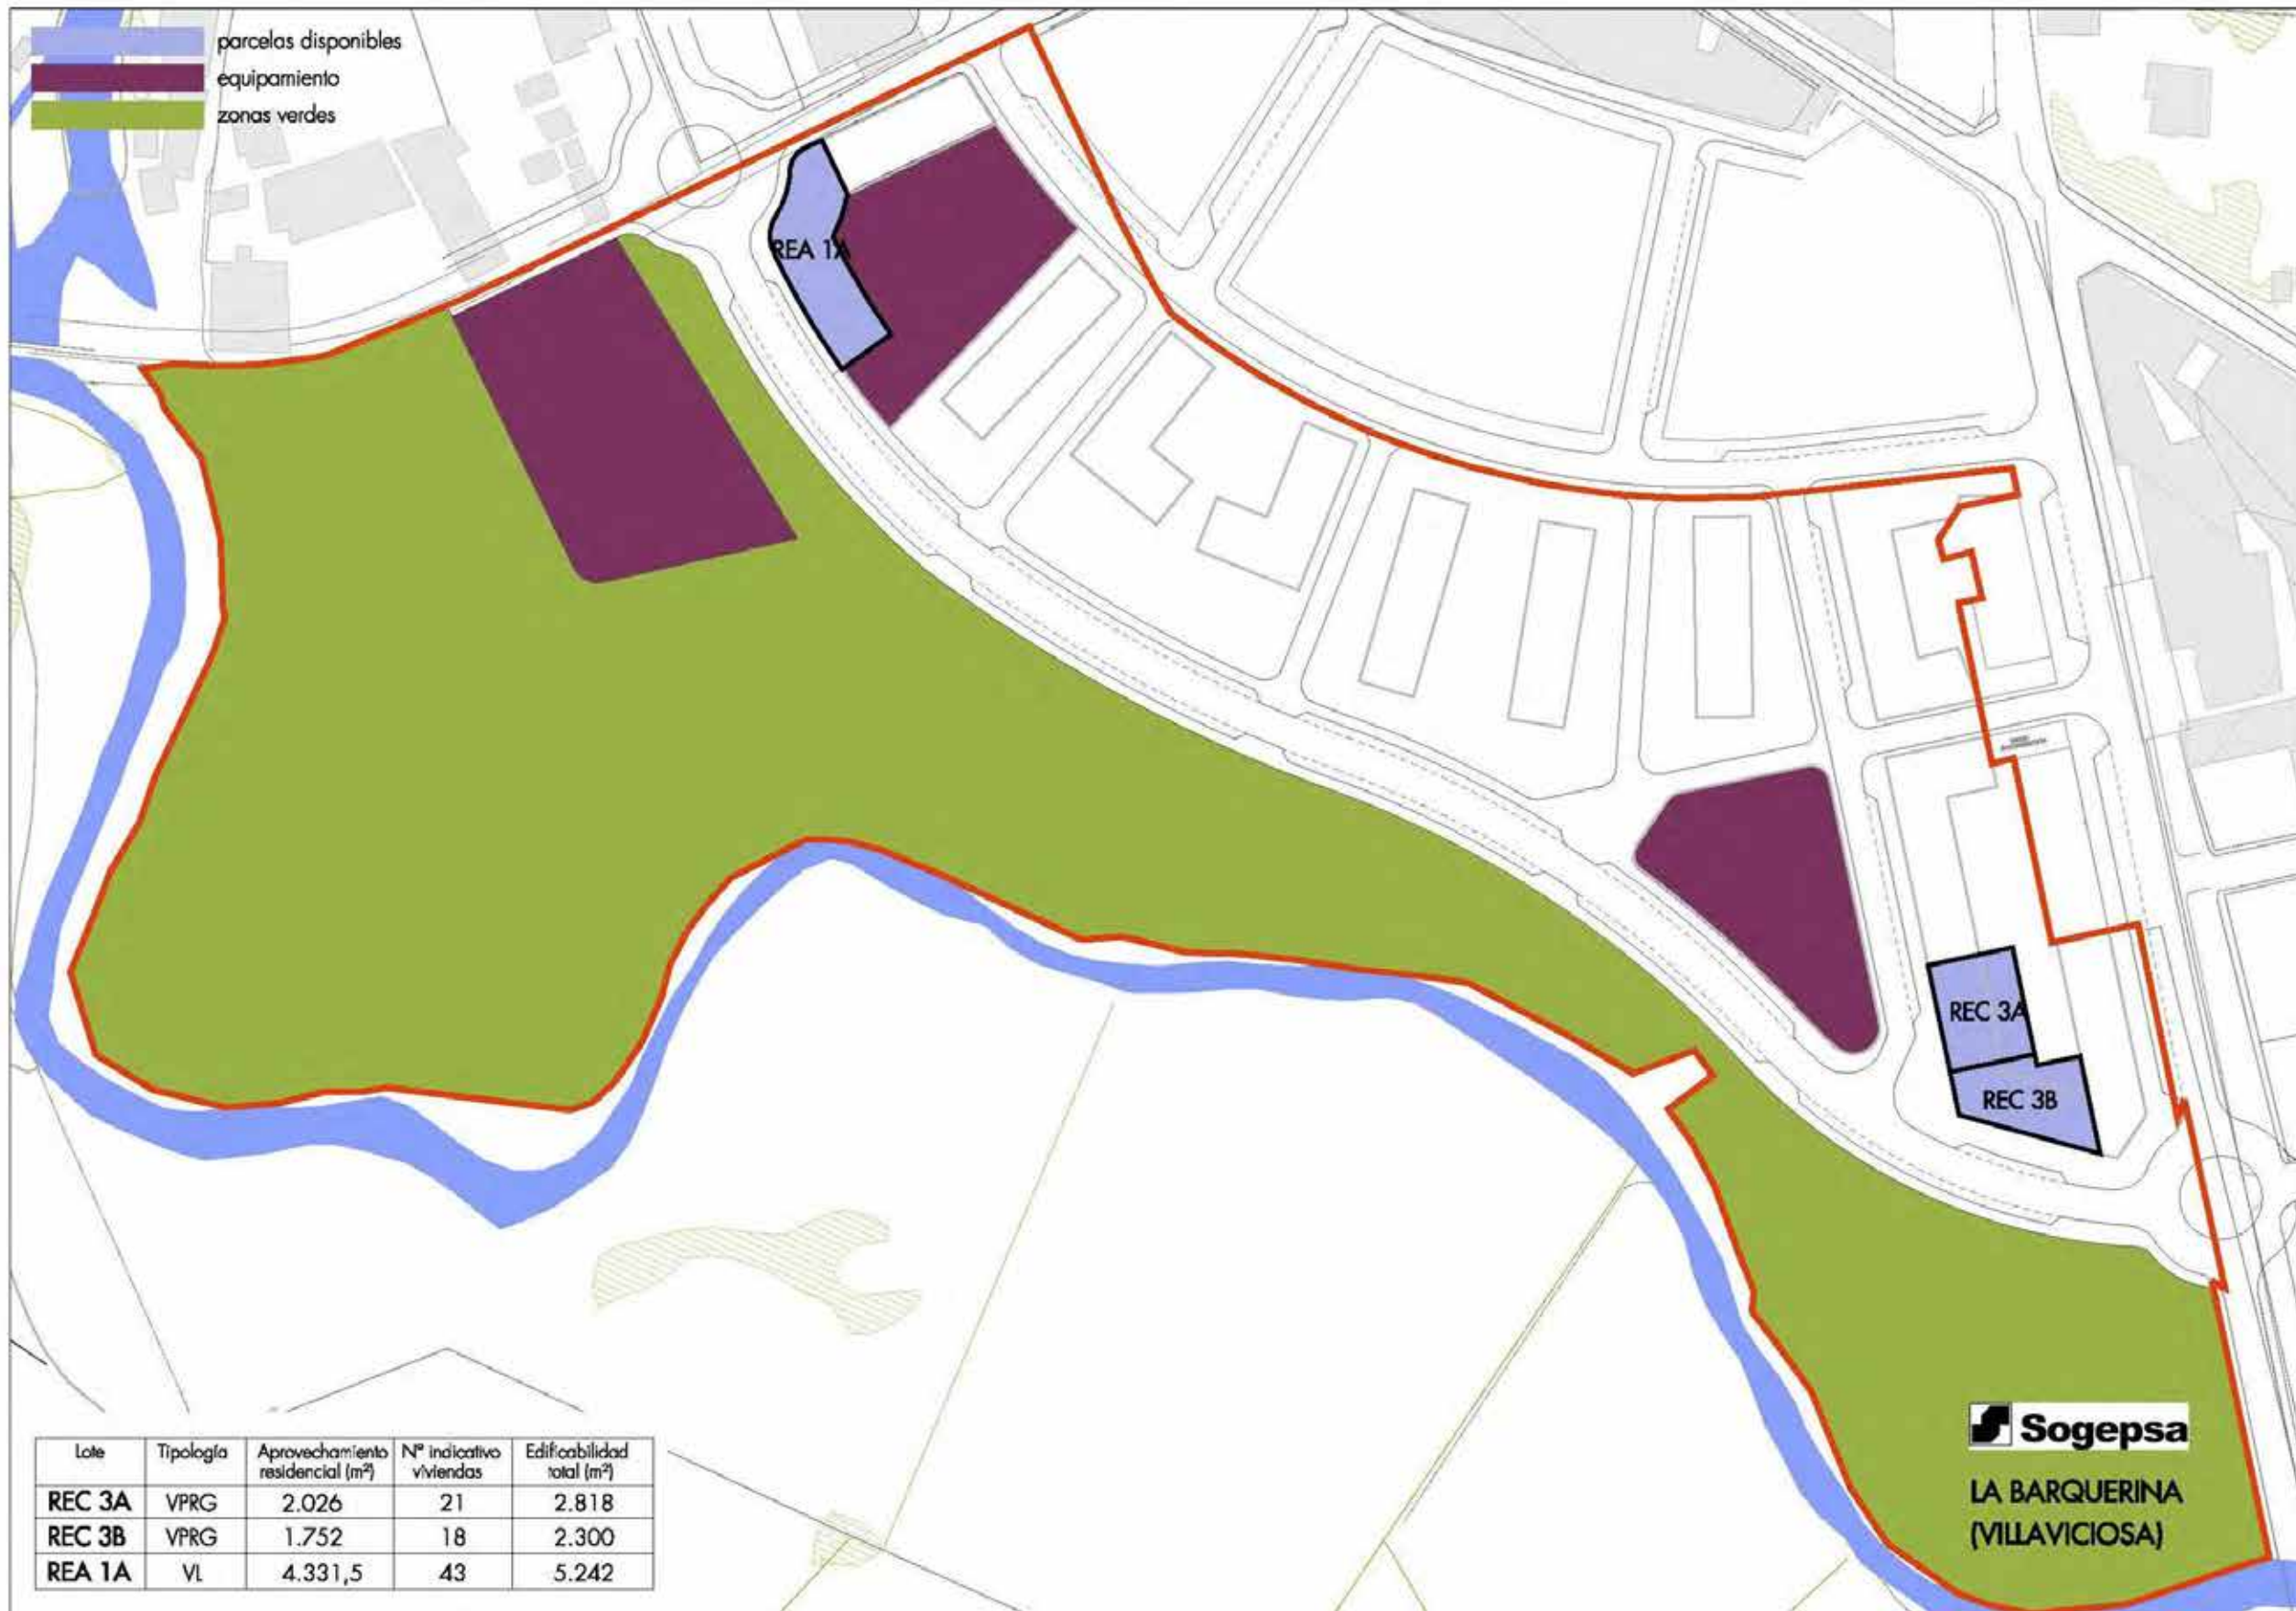 parcelas disponibles
equipamiento
zonas verdes
REA 1A
REC 3A
REC 3B
Lote Tipología Aprovechamiento residencial (m²) Nº indicativo viviendas Edificabilidad total (m²)
REC 3A VPRG 2.026 21 2.818
REC 3B VPRG 1.752 18 2.300
REA 1A VL 4.331,5 43 5.242
Sogepsa
LA BARQUERINA
(VILLAVICIOSA)